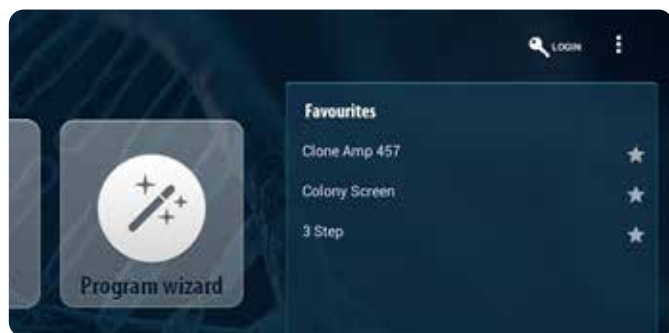 LOGIN
Favourites
Clone Amp 457
Colony Screen
3 Step
Program wizard